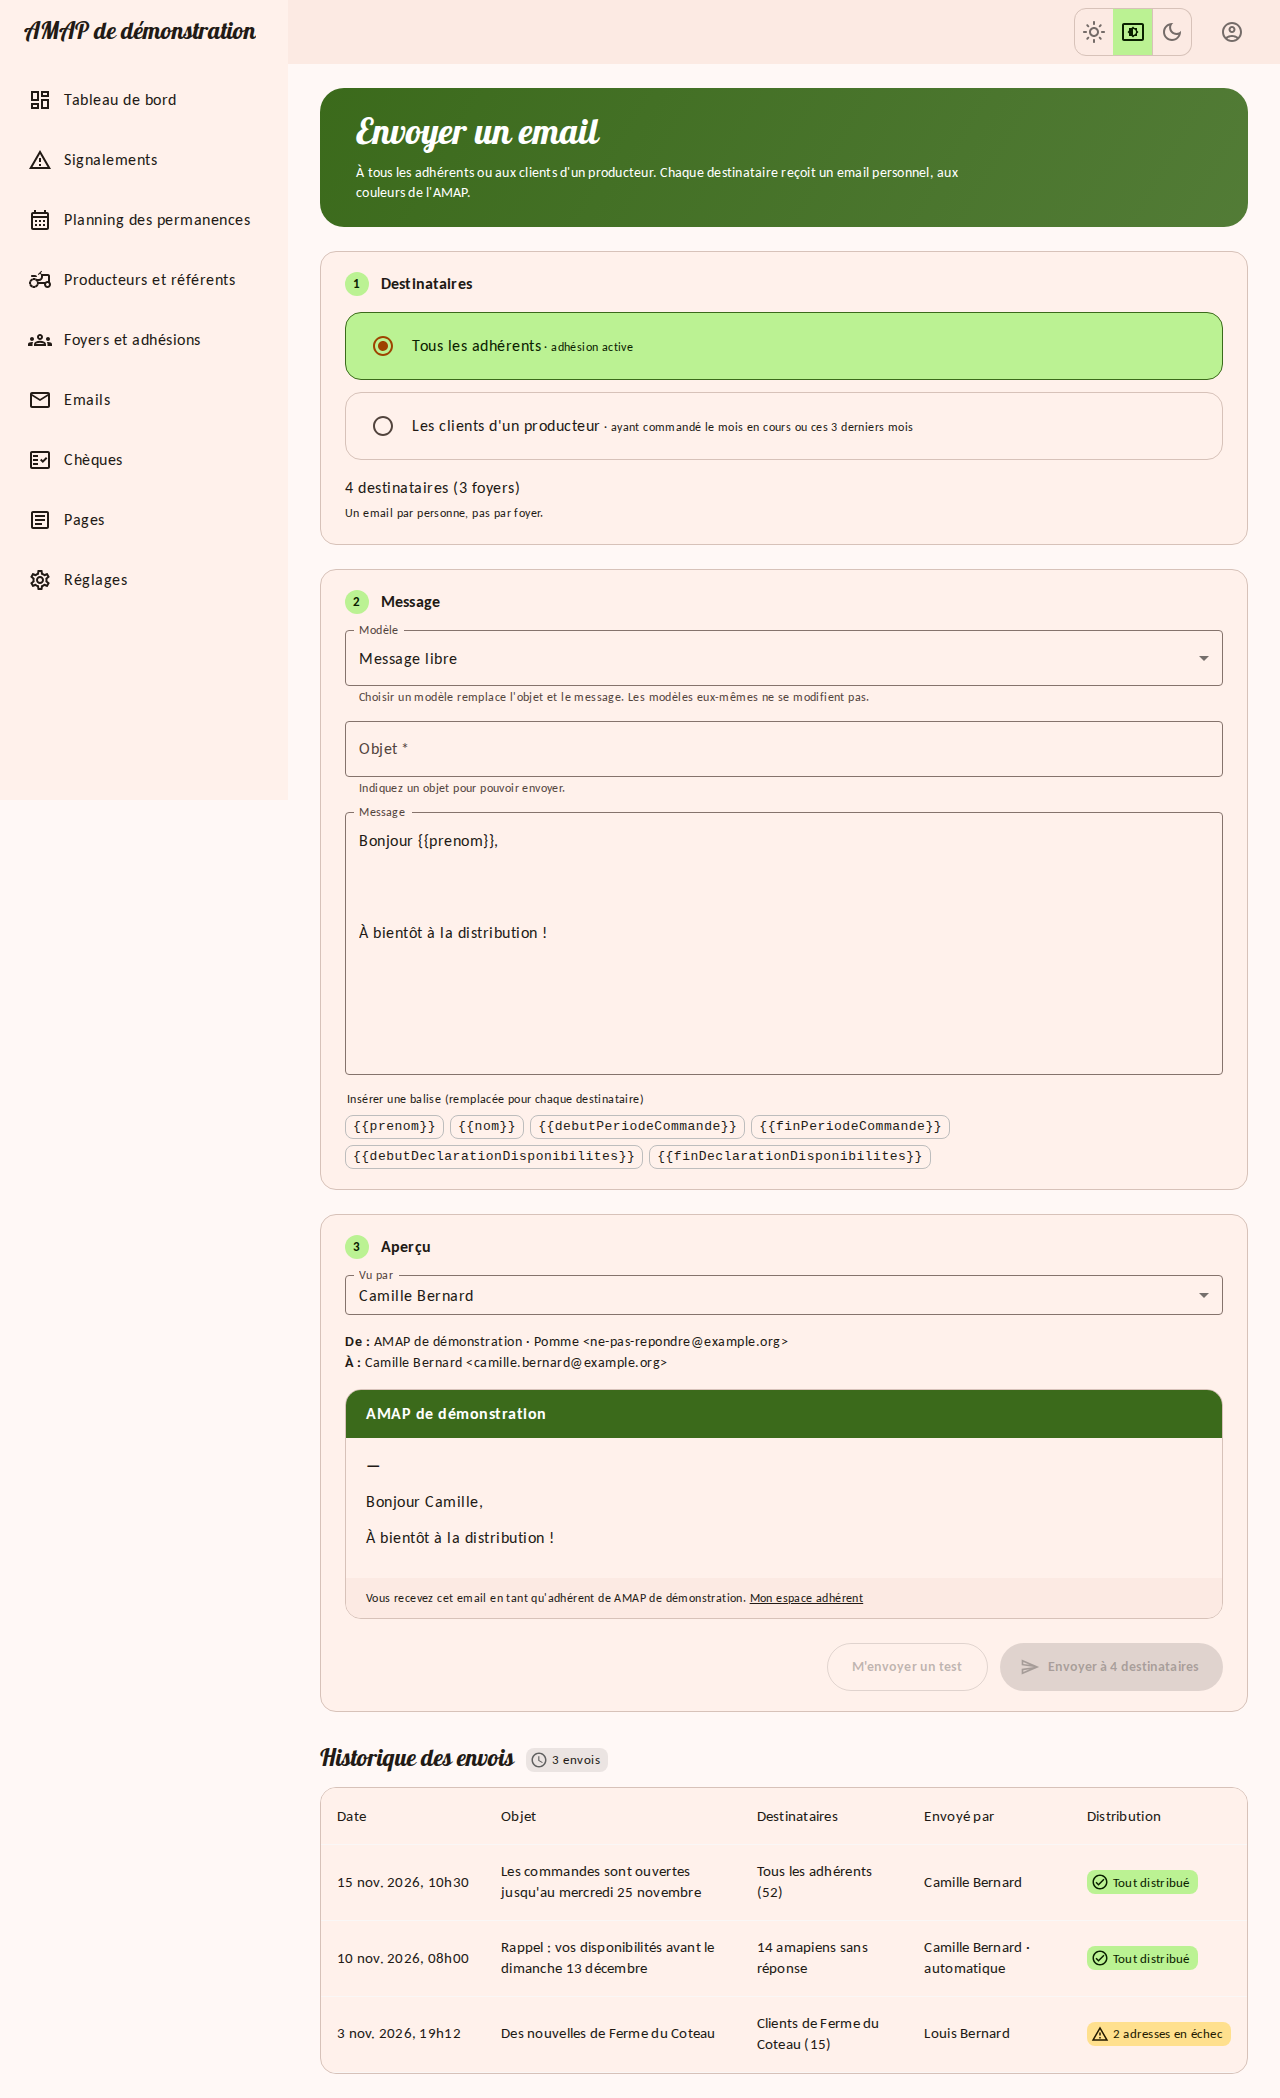 AMAP de démonstration
Tableau de bord
Signalements
Planning des permanences
Producteurs et référents
Foyers et adhésions
Emails
Chèques
Pages
Réglages
Envoyer un email
À tous les adhérents ou aux clients d'un producteur. Chaque destinataire reçoit un email personnel, aux
couleurs de l'AMAP.
1 Destinataires
Tous les adhérents · adhésion active
Les clients d'un producteur · ayant commandé le mois en cours ou ces 3 derniers mois
4 destinataires (3 foyers)
Un email par personne, pas par foyer.
2 Message
Modèle
Message libre
Choisir un modèle remplace l'objet et le message. Les modèles eux-mêmes ne se modifient pas.
Objet *
Indiquez un objet pour pouvoir envoyer.
Message
Bonjour {{prenom}},
À bientôt à la distribution !
Insérer une balise (remplacée pour chaque destinataire)
{{prenom}} {{nom}} {{debutPeriodeCommande}} {{finPeriodeCommande}}
{{debutDeclarationDisponibilites}} {{finDeclarationDisponibilites}}
3 Aperçu
Vu par
Camille Bernard
De : AMAP de démonstration · Pomme <ne-pas-repondre@example.org>
À : Camille Bernard <camille.bernard@example.org>
AMAP de démonstration
—
Bonjour Camille,
À bientôt à la distribution !
Vous recevez cet email en tant qu'adhérent de AMAP de démonstration. Mon espace adhérent
M'envoyer un test Envoyer à 4 destinataires
Historique des envois 3 envois
Date Objet Destinataires Envoyé par Distribution
15 nov. 2026, 10h30 Les commandes sont ouvertes jusqu'au mercredi 25 novembre Tous les adhérents (52) Camille Bernard Tout distribué
10 nov. 2026, 08h00 Rappel : vos disponibilités avant le dimanche 13 décembre 14 amapiens sans réponse Camille Bernard · automatique Tout distribué
3 nov. 2026, 19h12 Des nouvelles de Ferme du Coteau Clients de Ferme du Coteau (15) Louis Bernard 2 adresses en échec